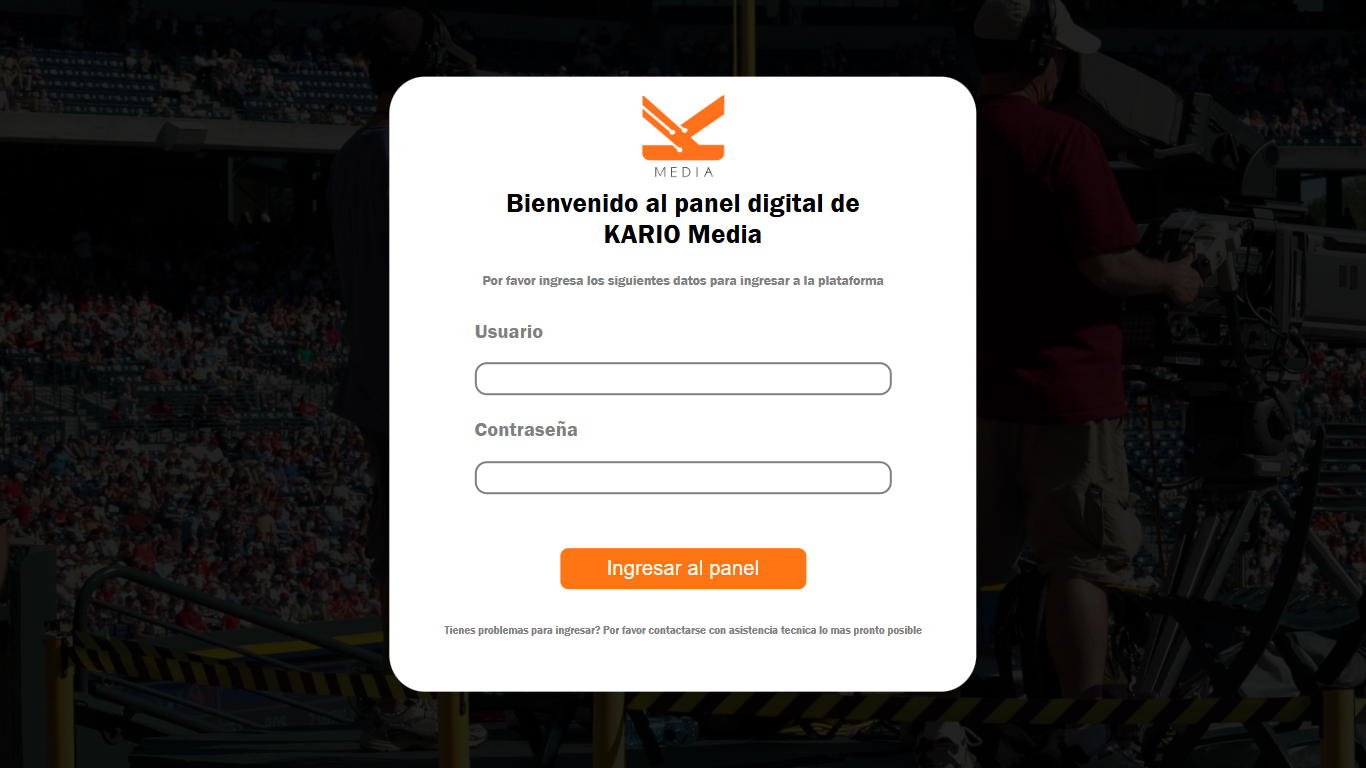 MEDIA
Bienvenido al panel digital de
KARIO Media
Por favor ingresa los siguientes datos para ingresar a la plataforma
Usuario
Contraseña
Ingresar al panel
Tienes problemas para ingresar? Por favor contactarse con asistencia tecnica lo mas pronto posible